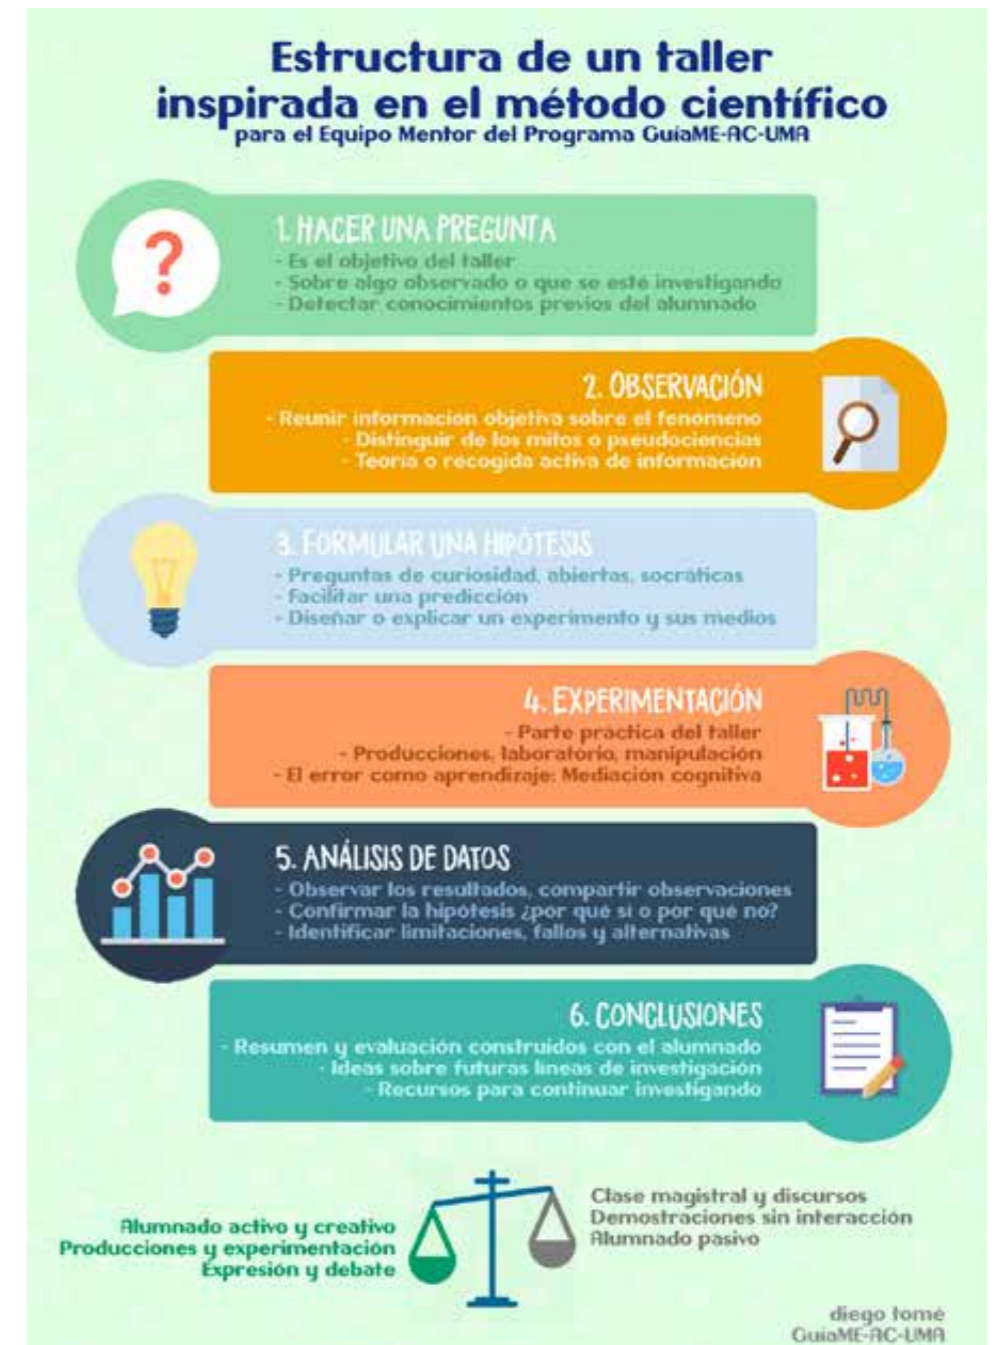 Estructura de un taller
inspirada en el método científico
para el Equipo Mentor del Programa GuíaME-AC-UMA
1. HACER UNA PREGUNTA
- Es el objetivo del taller
- Sobre algo observado o que se esté investigando
- Detectar conocimientos previos del alumnado
2. OBSERVACIÓN
- Reunir información objetiva sobre el fenómeno
- Distinguir de los mitos o pseudociencias
- Teoría o recogida activa de información
3. FORMULAR UNA HIPÓTESIS
- Preguntas de curiosidad, abiertas, socráticas
- Facilitar una predicción
- Diseñar o explicar un experimento y sus medios
4. EXPERIMENTACIÓN
- Parte práctica del taller
- Producciones, laboratorio, manipulación
- El error como aprendizaje: Mediación cognitiva
5. ANÁLISIS DE DATOS
- Observar los resultados, compartir observaciones
- Confirmar la hipótesis ¿por qué sí o por qué no?
- Identificar limitaciones, fallos y alternativas
6. CONCLUSIONES
- Resumen y evaluación construidos con el alumnado
- Ideas sobre futuras líneas de investigación
- Recursos para continuar investigando
Alumnado activo y creativo
Producciones y experimentación
Expresión y debate
Clase magistral y discursos
Demostraciones sin interacción
Alumnado pasivo
diego tomé
GuíaME-AC-UMA